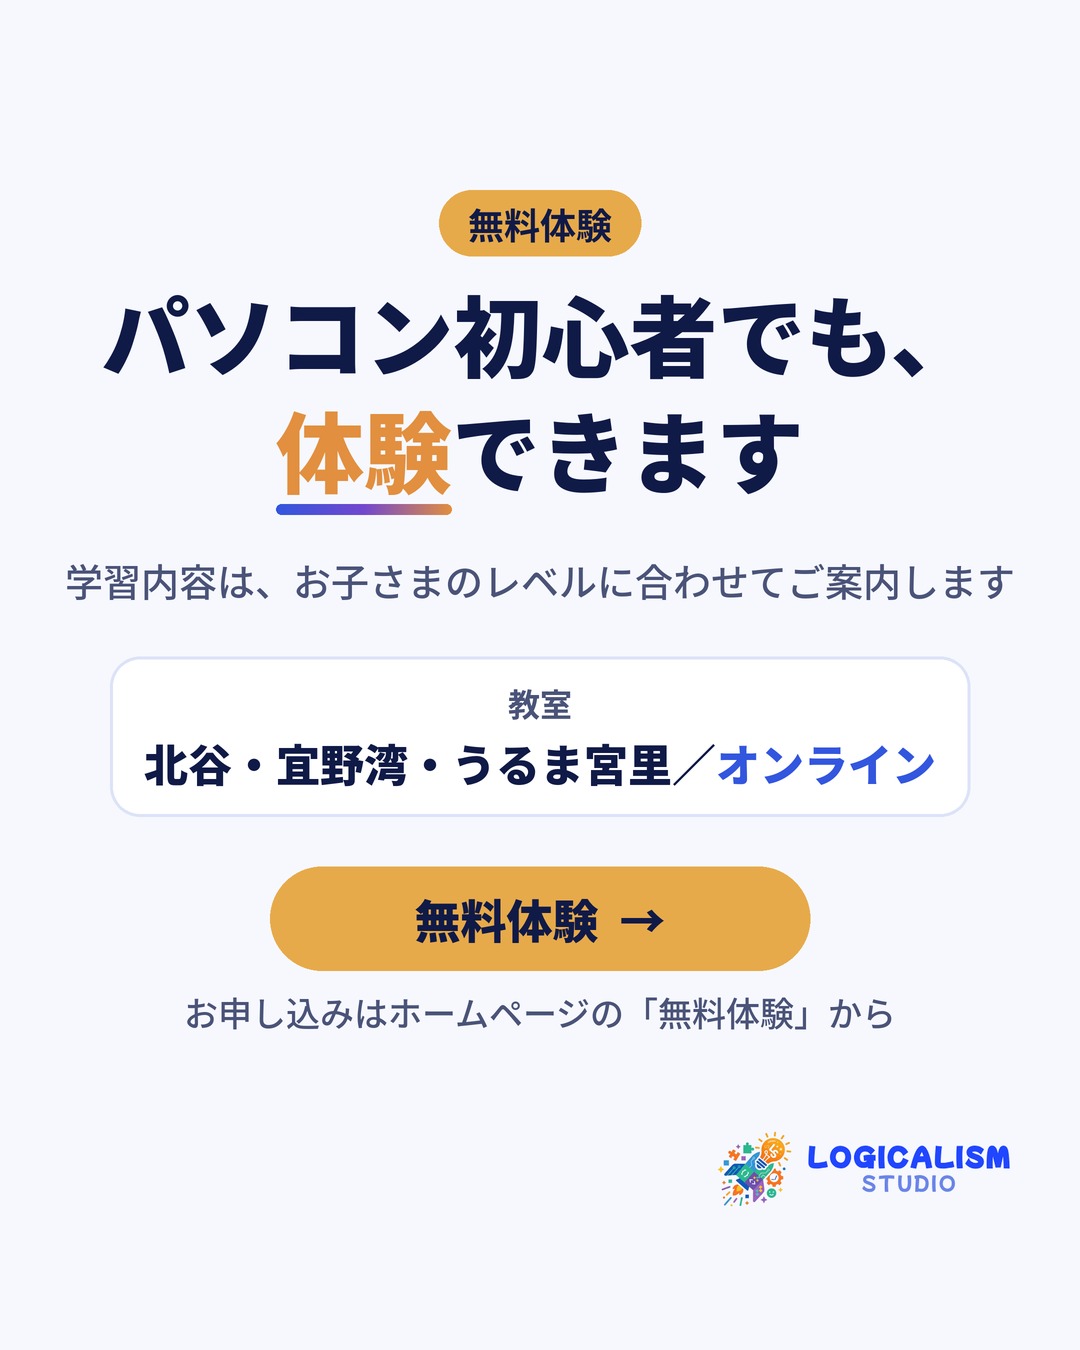 無料体験
パソコン初心者でも、
体験できます
学習内容は、お子さまのレベルに合わせてご案内します
教室
北谷・宜野湾・うるま宮里／オンライン
無料体験 →
お申し込みはホームページの「無料体験」から
LOGICALISM
STUDIO